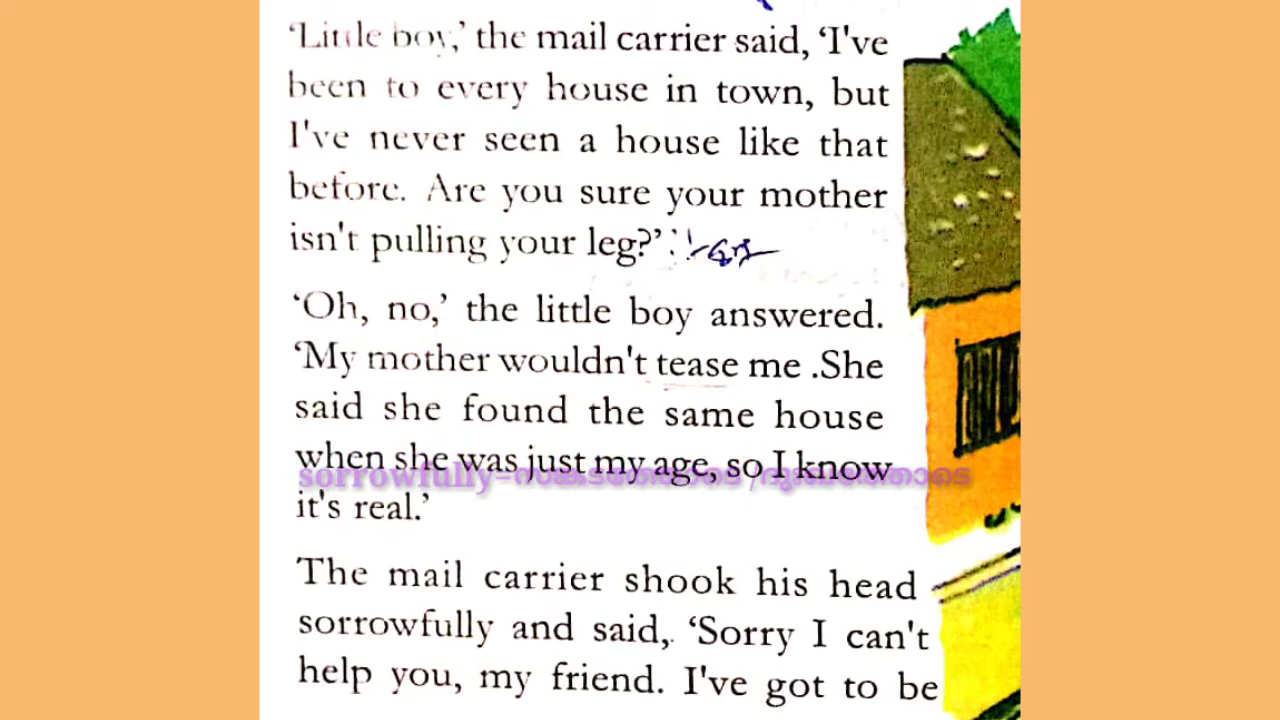 ‘Little boy,’ the mail carrier said, ‘I've
been to every house in town, but
I've never seen a house like that
before. Are you sure your mother
isn't pulling your leg?’
‘Oh, no,’ the little boy answered.
‘My mother wouldn't tease me .She
said she found the same house
when she was just my age, so I know
sorrowfully=
it's real.’
The mail carrier shook his head
sorrowfully and said, ‘Sorry I can't
help you, my friend. I've got to be